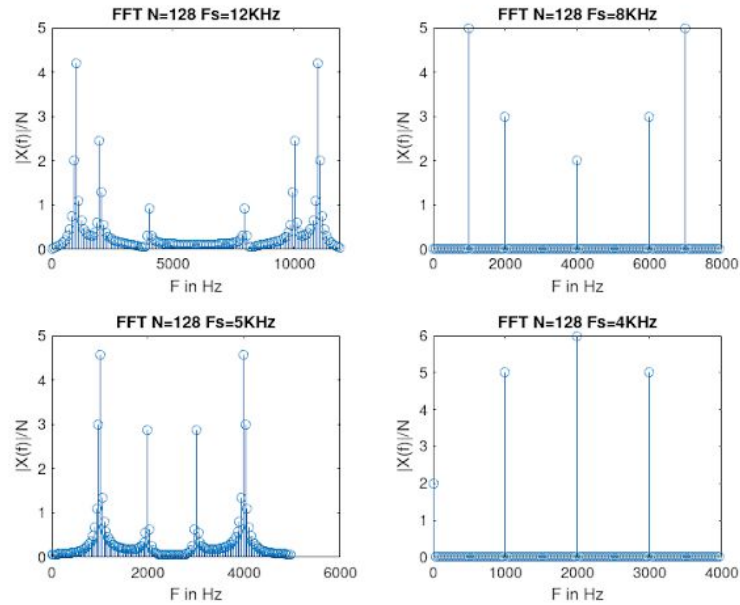 FFT N=128 Fs=12KHz
5
4
3
2
1
0
|X(f)|/N
0 5000 10000
F in Hz
FFT N=128 Fs=8KHz
5
4
3
2
1
0
|X(f)|/N
0 2000 4000 6000 8000
F in Hz
FFT N=128 Fs=5KHz
5
4
3
2
1
0
|X(f)|/N
0 2000 4000 6000
F in Hz
FFT N=128 Fs=4KHz
6
5
4
3
2
1
0
|X(f)|/N
0 1000 2000 3000 4000
F in Hz